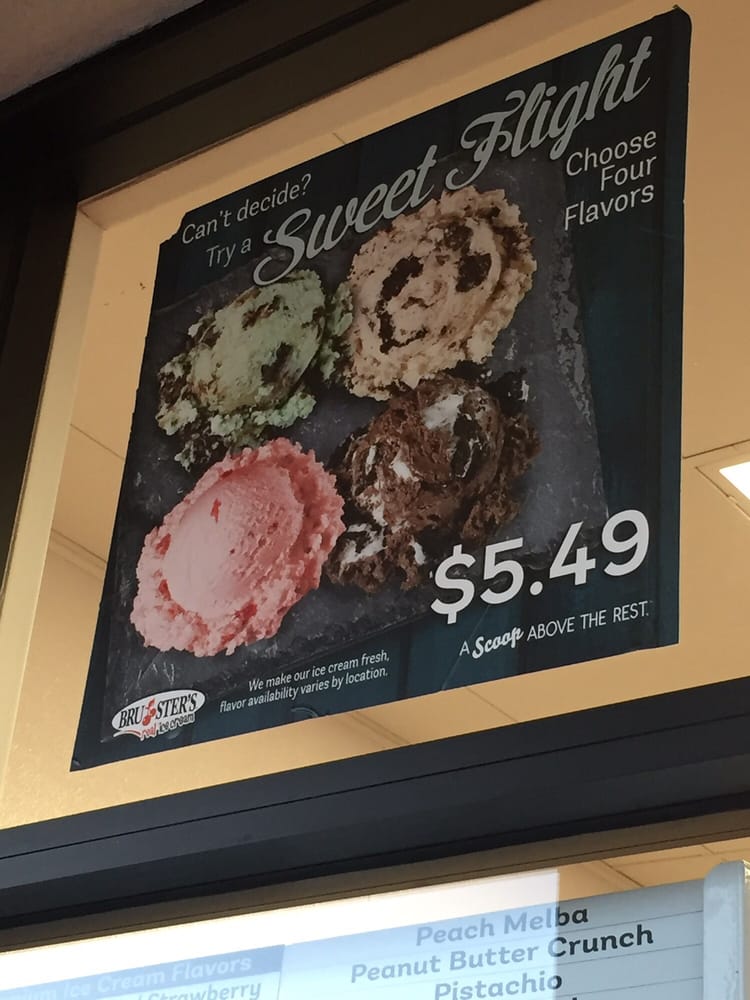 Can't decide?
Try a Sweet Flight
Choose
Four
Flavors
$5.49
A Scoop ABOVE THE REST.
We make our ice cream fresh,
flavor availability varies by location.
BRUSTER'S
real ice cream
Peach Melba
Peanut Butter Crunch
Pistachio
Ice Cream Flavors
Strawberry